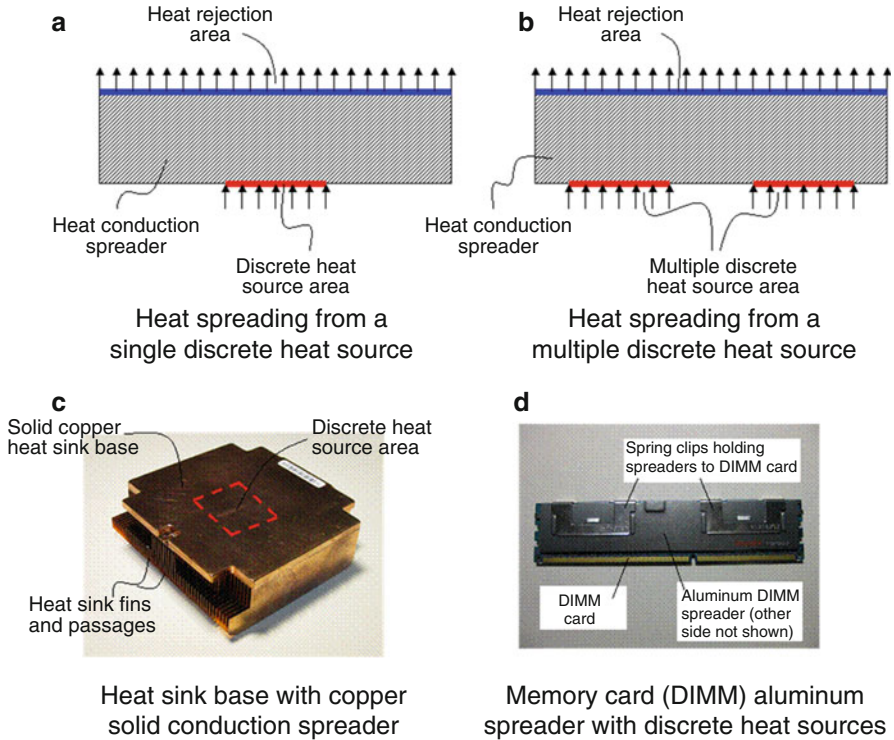 a
Heat rejection
area
Heat conduction
spreader
Discrete heat
source area
Heat spreading from a
single discrete heat source
b
Heat rejection
area
Heat conduction
spreader
Multiple discrete
heat source area
Heat spreading from a
multiple discrete heat source
c
Solid copper
heat sink base
Discrete heat
source area
Heat sink fins
and passages
Heat sink base with copper
solid conduction spreader
d
Spring clips holding
spreaders to DIMM card
DIMM
card
Aluminum DIMM
spreader (other
side not shown)
Memory card (DIMM) aluminum
spreader with discrete heat sources